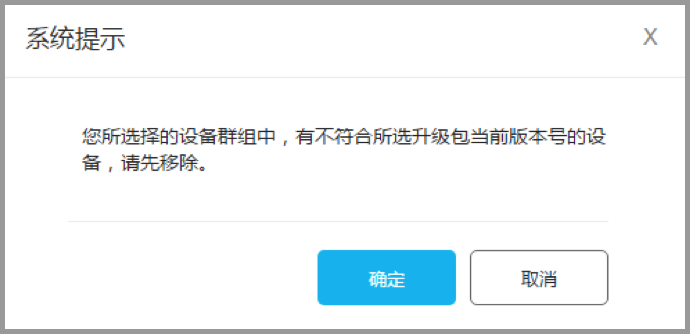 系统提示
X
您所选择的设备群组中，有不符合所选升级包当前版本号的设
备，请先移除。
确定
取消